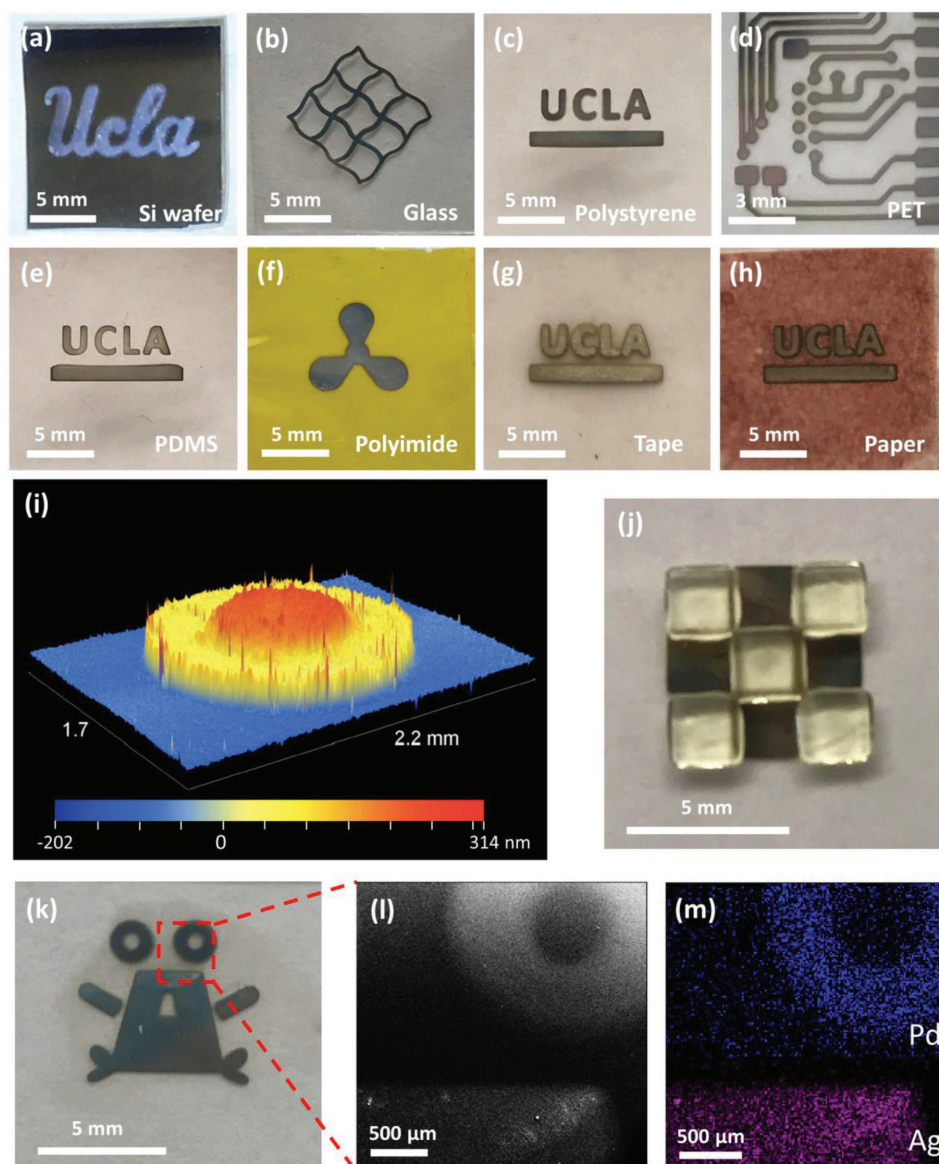 (a)
Ucla
5 mm
Si wafer
(b)
5 mm
Glass
(c)
UCLA
5 mm
Polystyrene
(d)
3 mm
PET
(e)
UCLA
5 mm
PDMS
(f)
5 mm
Polyimide
(g)
UCLA
5 mm
Tape
(h)
UCLA
5 mm
Paper
(i)
1.7
2.2 mm
-202
0
314 nm
(j)
5 mm
(k)
5 mm
(l)
500 μm
(m)
Pd
500 μm
Ag